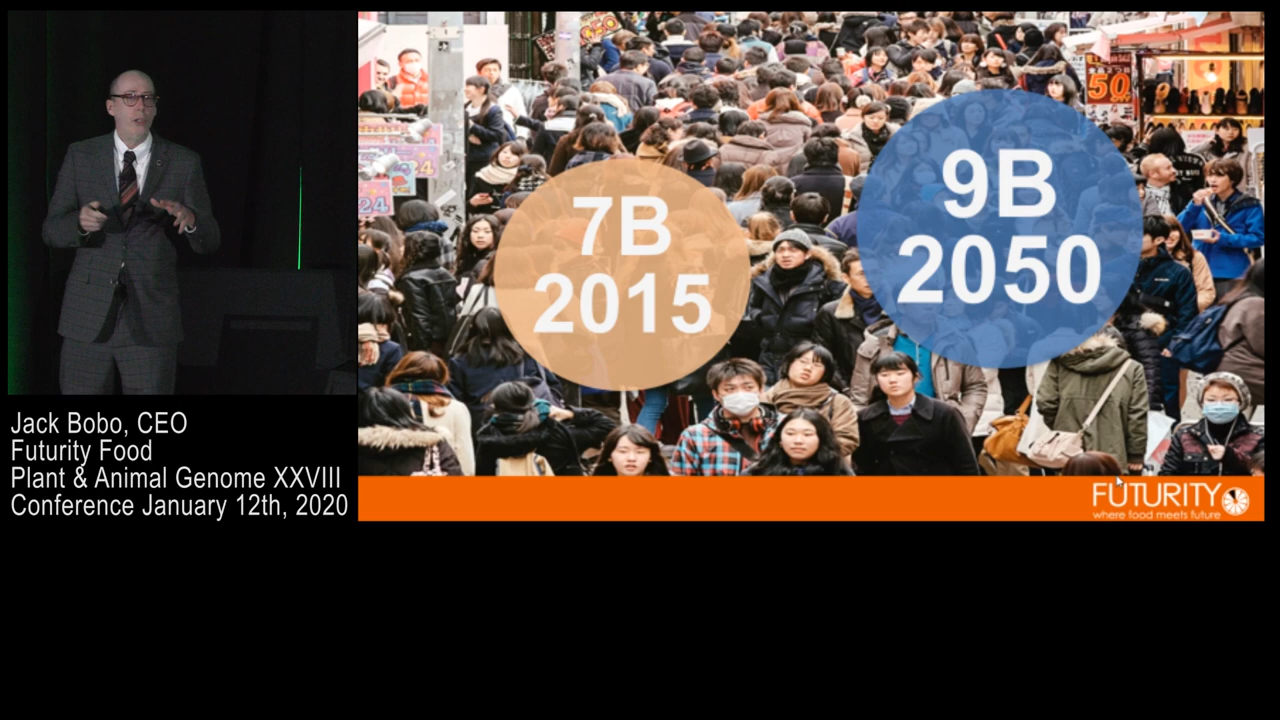 7B
2015
9B
2050
50
24
Jack Bobo, CEO
Futurity Food
Plant & Animal Genome XXVIII
Conference January 12th, 2020
FUTURITY
where food meets future